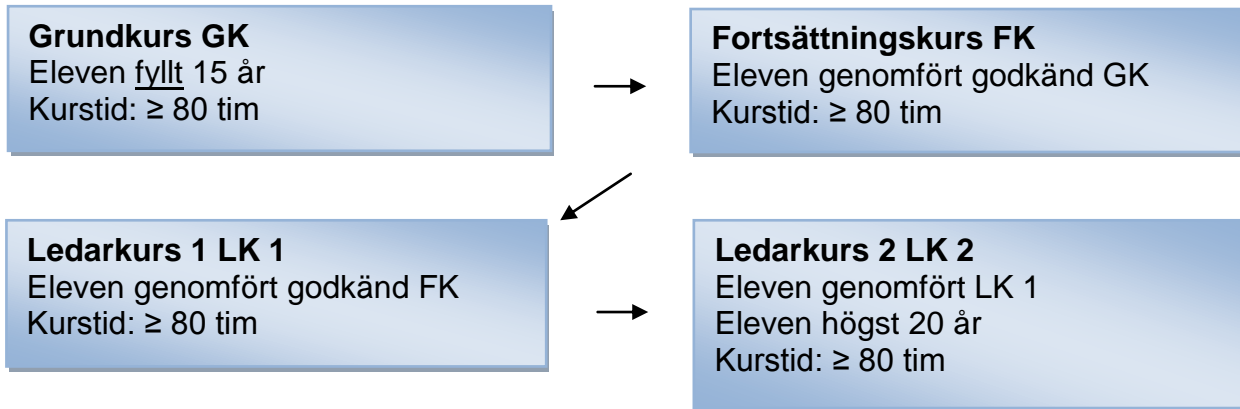 Grundkurs GK
Eleven fyllt 15 år
Kurstid: ≥ 80 tim
Fortsättningskurs FK
Eleven genomfört godkänd GK
Kurstid: ≥ 80 tim
Ledarkurs 1 LK 1
Eleven genomfört godkänd FK
Kurstid: ≥ 80 tim
Ledarkurs 2 LK 2
Eleven genomfört LK 1
Eleven högst 20 år
Kurstid: ≥ 80 tim